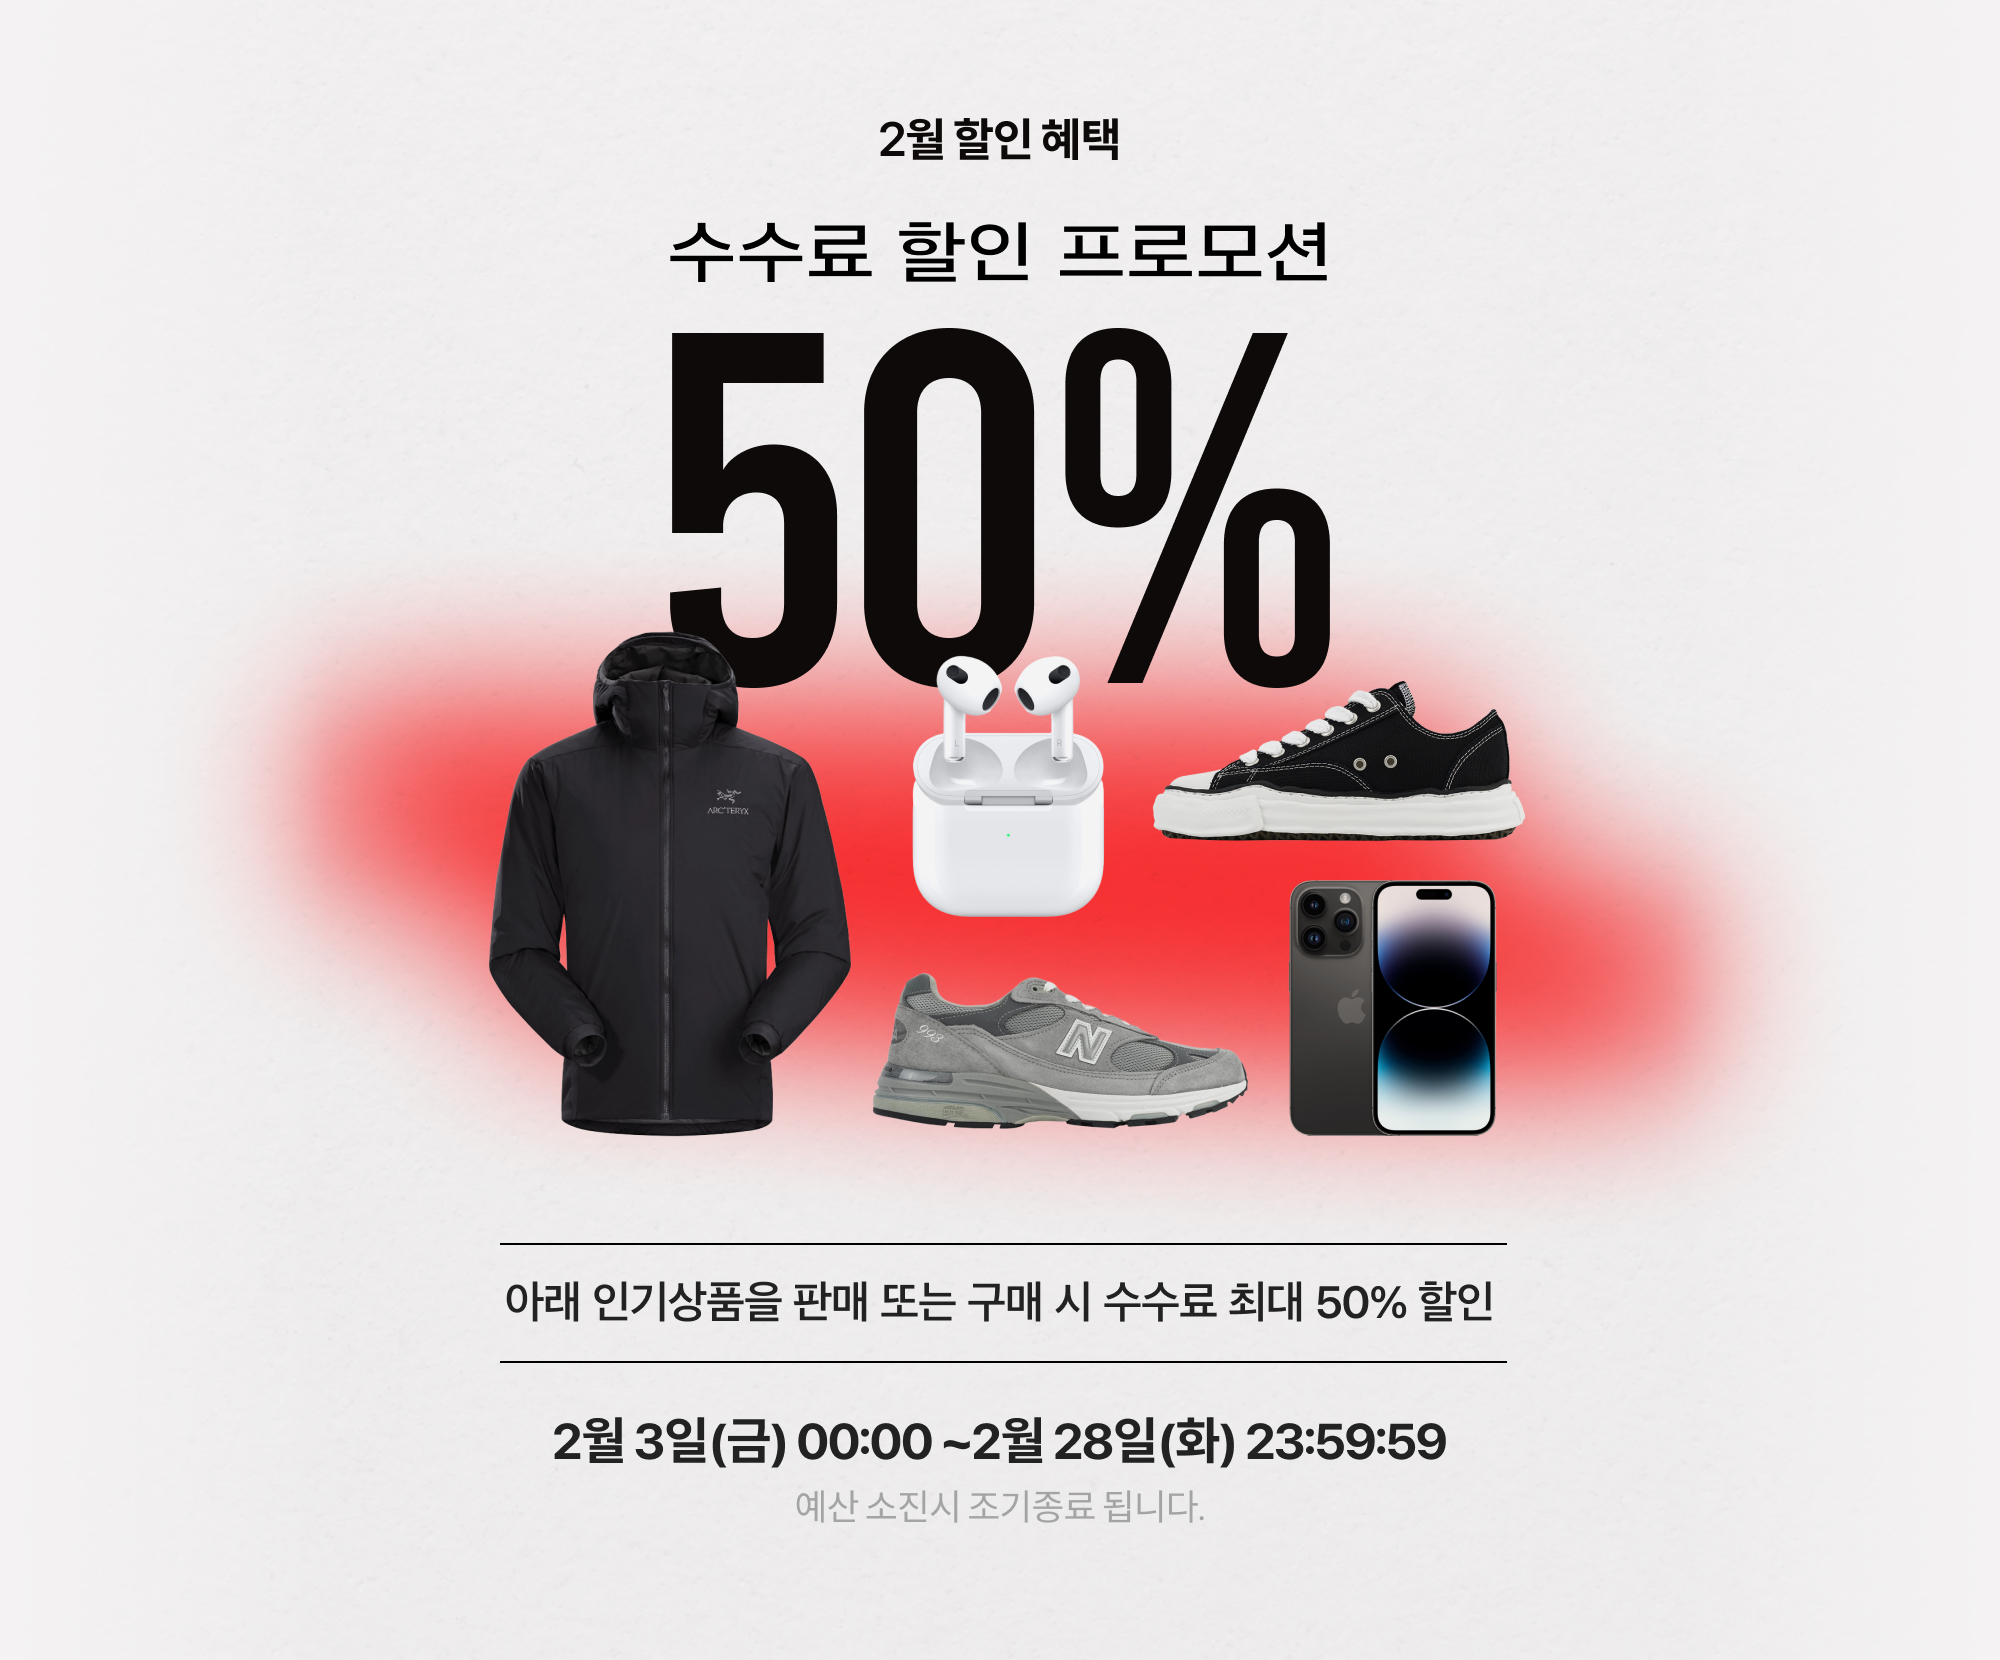 2월 할인 혜택
수수료 할인 프로모션
50%
L
R
ARC'TERYX
993
N
아래 인기상품을 판매 또는 구매 시 수수료 최대 50% 할인
2월 3일(금) 00:00 ~2월 28일(화) 23:59:59
예산 소진시 조기종료 됩니다.